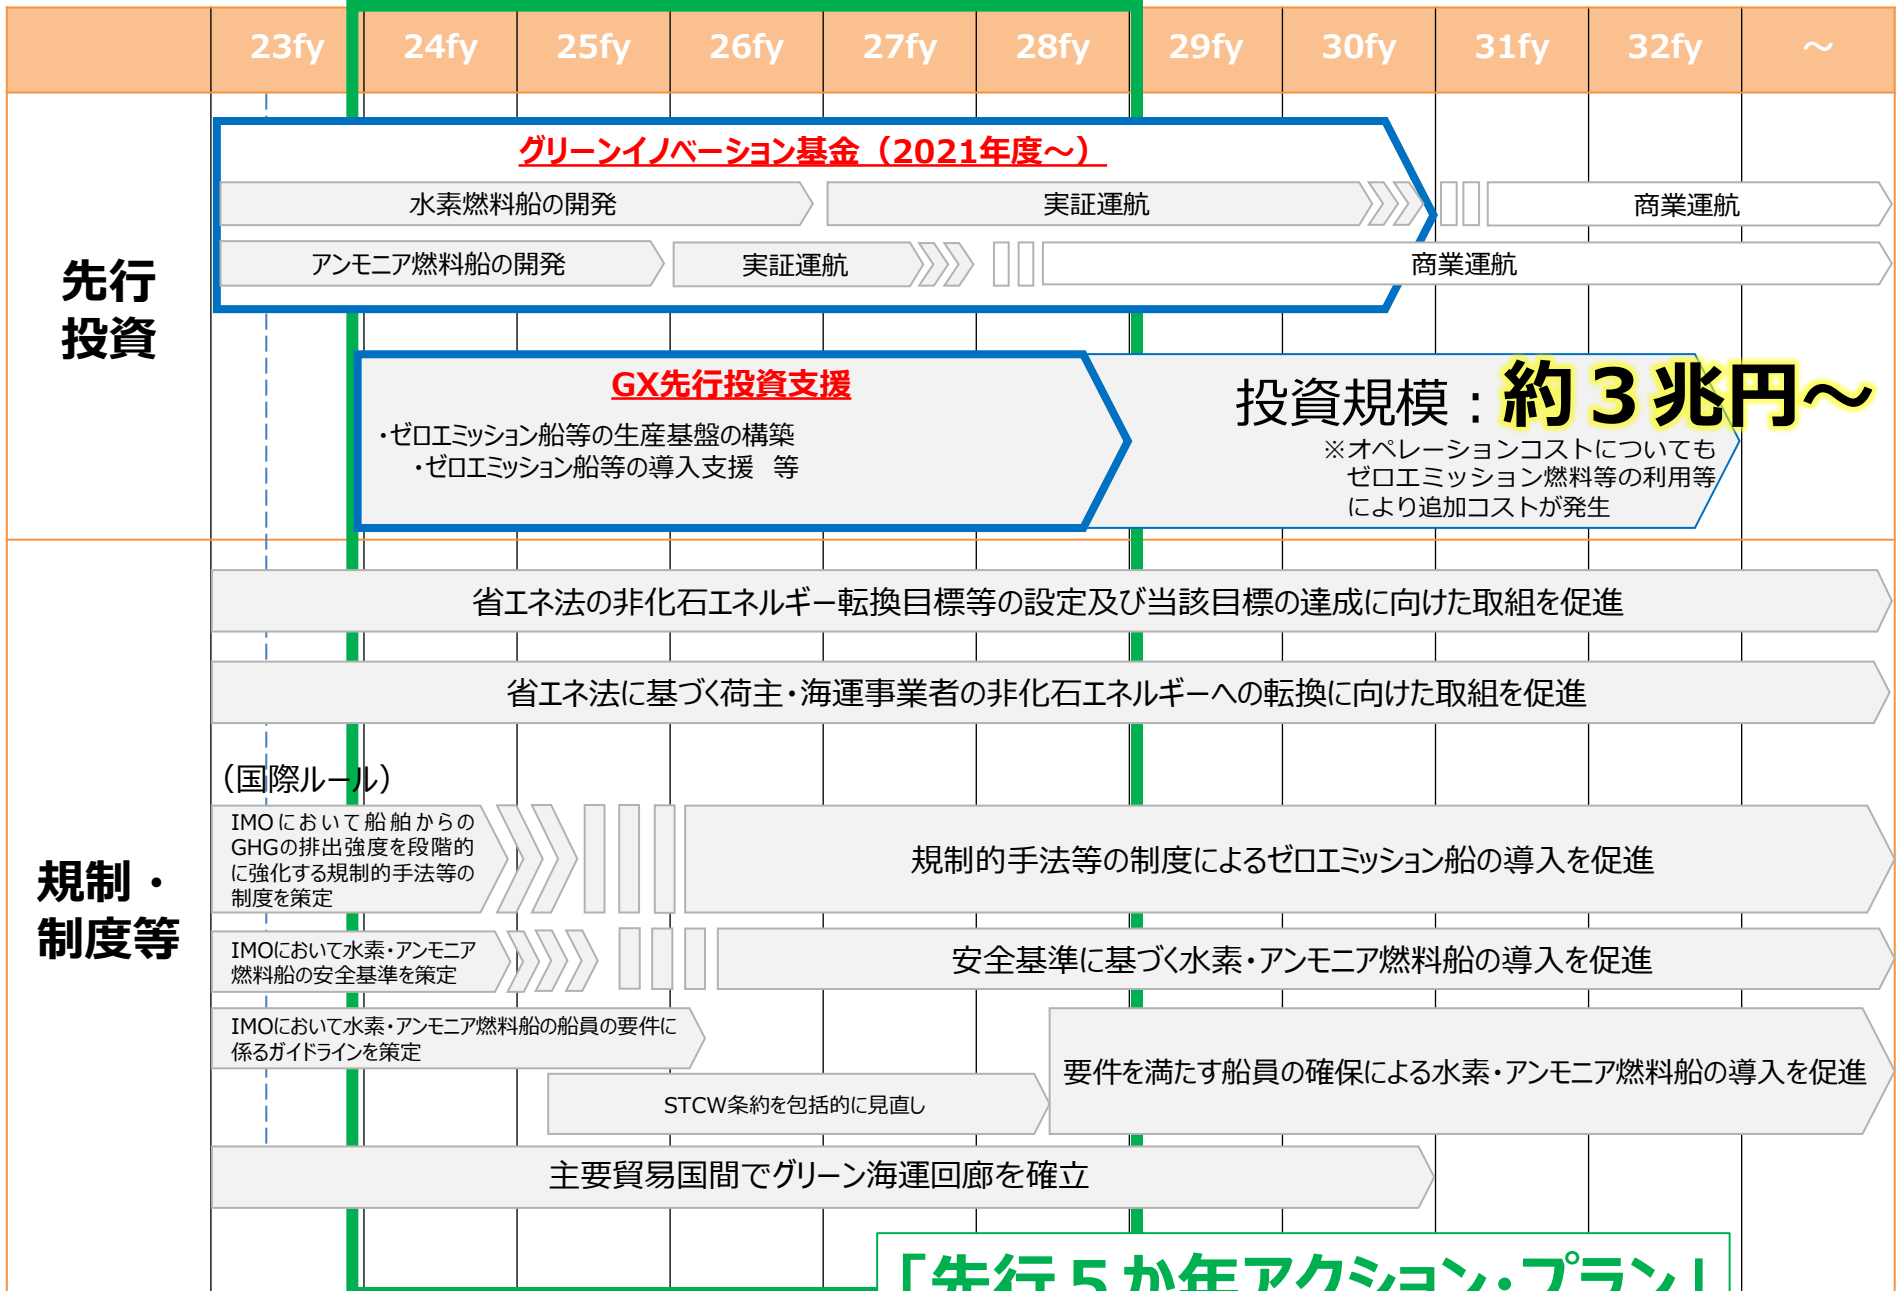 23fy 24fy 25fy 26fy 27fy 28fy 29fy 30fy 31fy 32fy ～
先行
投資
グリーンイノベーション基金（2021年度～）
水素燃料船の開発
実証運航
商業運航
アンモニア燃料船の開発
実証運航
商業運航
GX先行投資支援
・ゼロエミッション船等の生産基盤の構築
・ゼロエミッション船等の導入支援　等
投資規模：約３兆円～
※オペレーションコストについても
ゼロエミッション燃料等の利用等
により追加コストが発生
規制・
制度等
省エネ法の非化石エネルギー転換目標等の設定及び当該目標の達成に向けた取組を促進
省エネ法に基づく荷主・海運事業者の非化石エネルギーへの転換に向けた取組を促進
（国際ルール）
IMOにおいて船舶からの
GHGの排出強度を段階的
に強化する規制的手法等の
制度を策定
規制的手法等の制度によるゼロエミッション船の導入を促進
IMOにおいて水素・アンモニア
燃料船の安全基準を策定
安全基準に基づく水素・アンモニア燃料船の導入を促進
IMOにおいて水素・アンモニア燃料船の船員の要件に
係るガイドラインを策定
STCW条約を包括的に見直し
要件を満たす船員の確保による水素・アンモニア燃料船の導入を促進
主要貿易国間でグリーン海運回廊を確立
「先行５か年アクション・プラン」